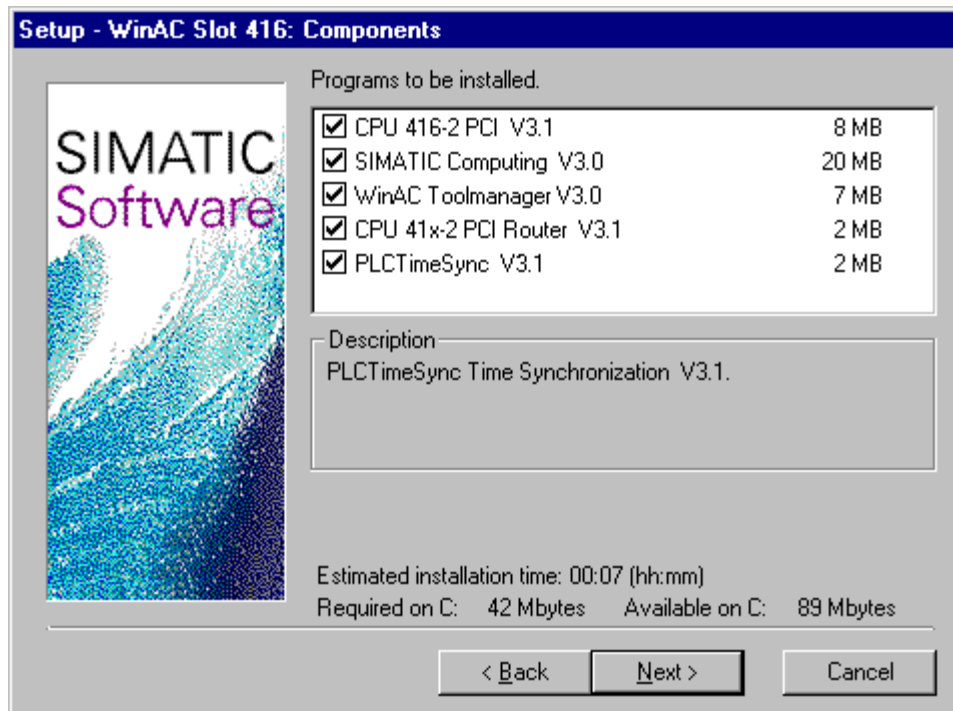 Setup - WinAC Slot 416: Components
SIMATIC
Software
Programs to be installed.
CPU 416-2 PCI V3.1 8 MB
SIMATIC Computing V3.0 20 MB
WinAC Toolmanager V3.0 7 MB
CPU 41x-2 PCI Router V3.1 2 MB
PLCTimeSync V3.1 2 MB
Description
PLCTimeSync Time Synchronization V3.1.
Estimated installation time: 00:07 (hh:mm)
Required on C: 42 Mbytes Available on C: 89 Mbytes
< Back Next > Cancel